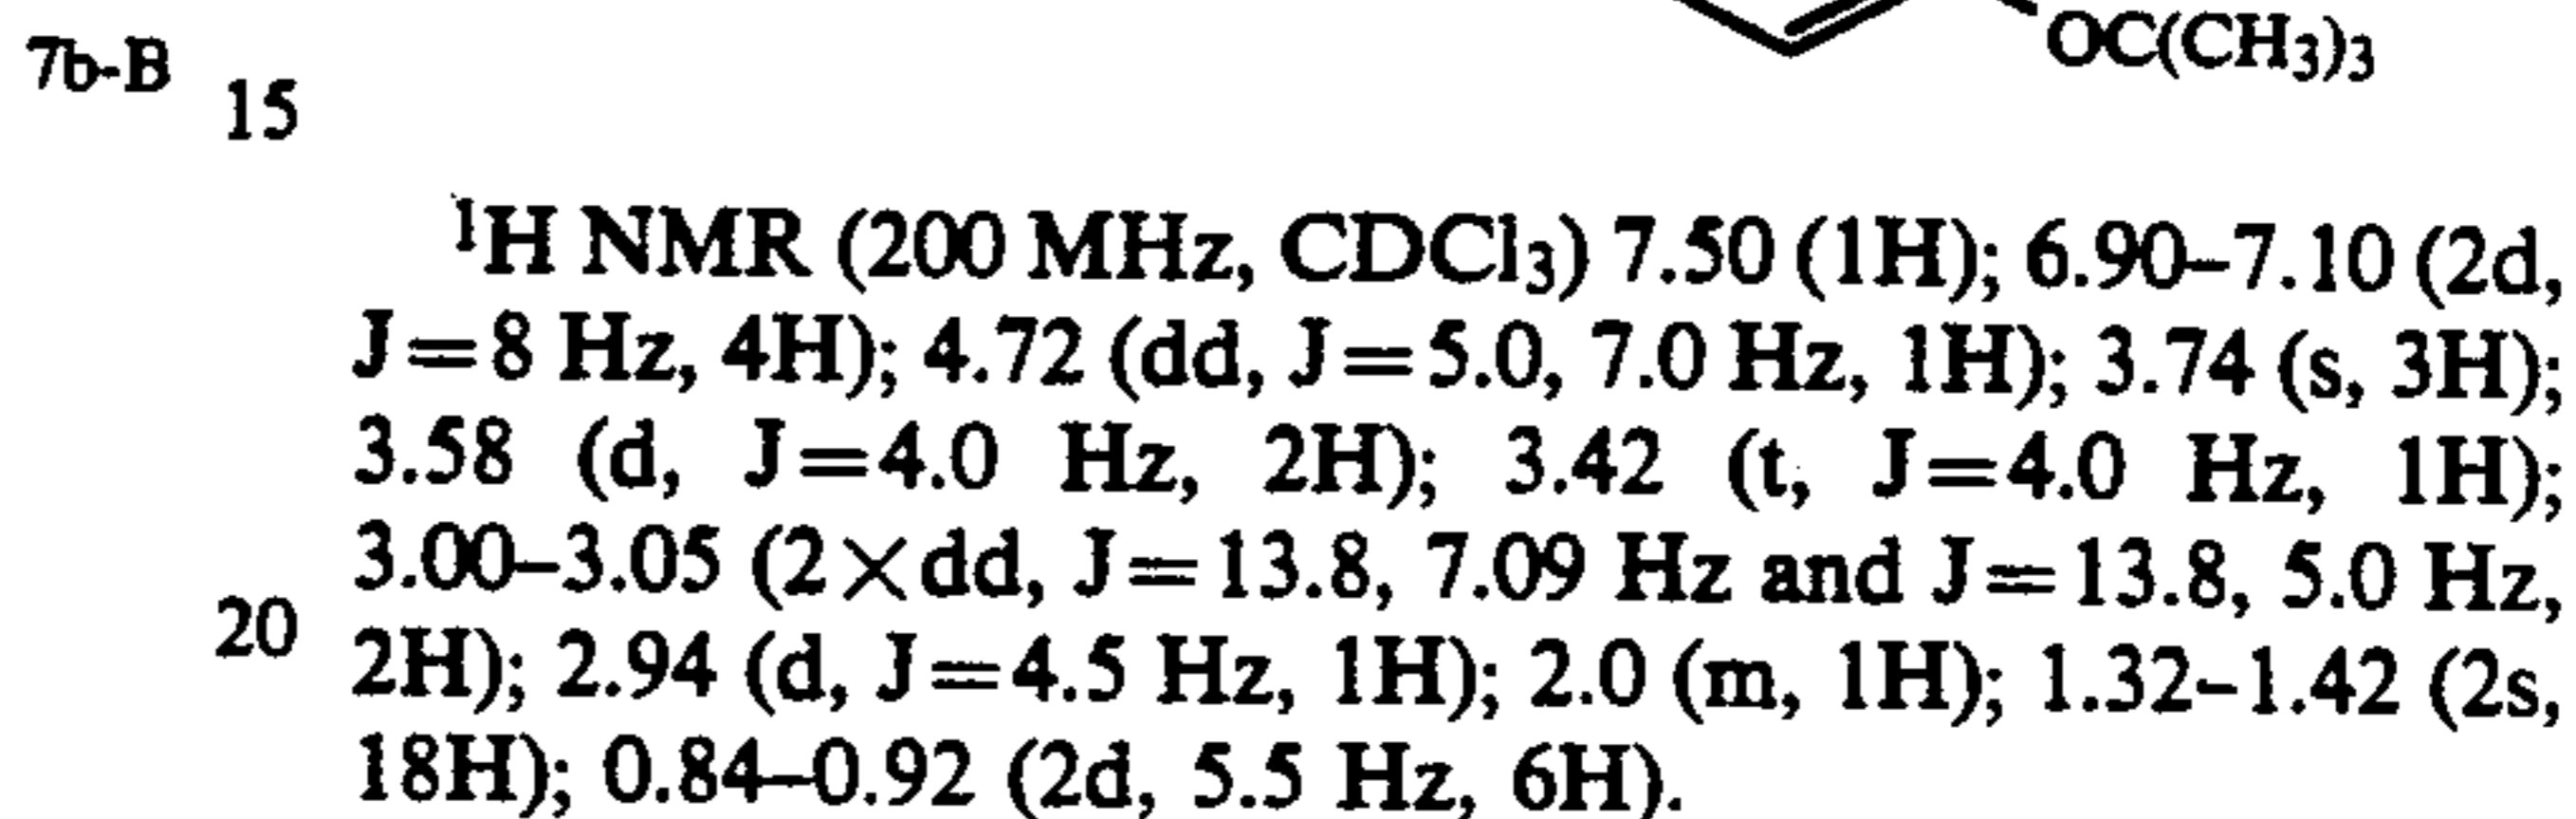 OC(CH3)3
7b-B
15
1H NMR (200 MHz, CDCl3) 7.50 (1H); 6.90–7.10 (2d,
J=8 Hz, 4H); 4.72 (dd, J=5.0, 7.0 Hz, 1H); 3.74 (s, 3H);
3.58 (d, J=4.0 Hz, 2H); 3.42 (t, J=4.0 Hz, 1H);
3.00–3.05 (2×dd, J=13.8, 7.09 Hz and J=13.8, 5.0 Hz,
20 2H); 2.94 (d, J=4.5 Hz, 1H); 2.0 (m, 1H); 1.32–1.42 (2s,
18H); 0.84–0.92 (2d, 5.5 Hz, 6H).